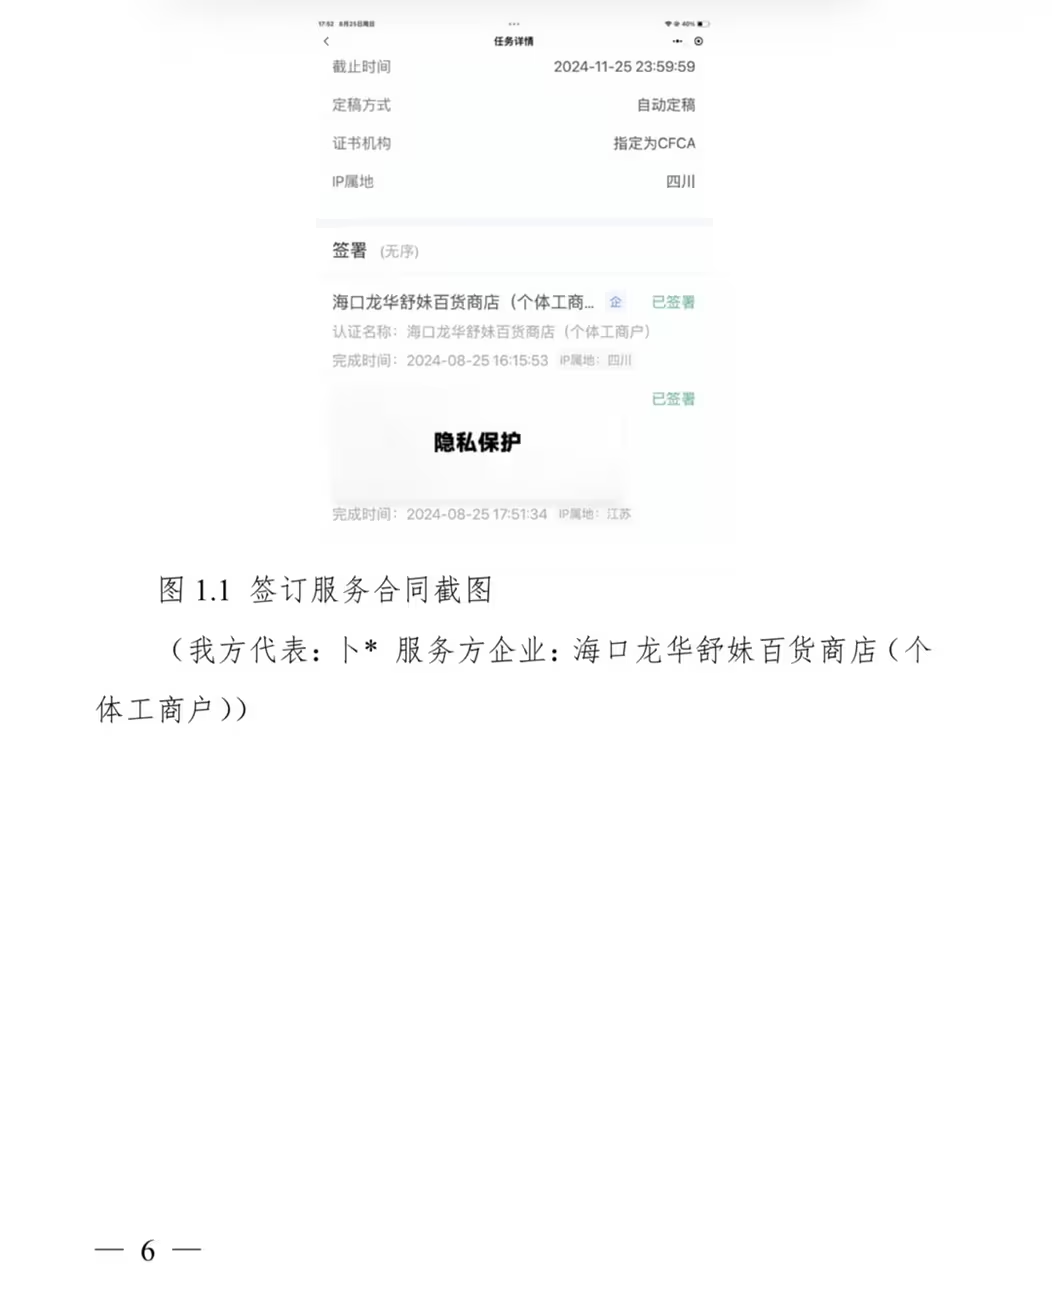 17:52 8月25日周日
40%
任务详情
截止时间 2024-11-25 23:59:59
定稿方式 自动定稿
证书机构 指定为CFCA
IP属地 四川
签署 (无序)
海口龙华舒妹百货商店（个体工商... 企 已签署
认证名称：海口龙华舒妹百货商店（个体工商户）
完成时间：2024-08-25 16:15:53 IP属地：四川
已签署
隐私保护
完成时间：2024-08-25 17:51:34 IP属地：江苏
图 1.1 签订服务合同截图
（我方代表：卜* 服务方企业：海口龙华舒妹百货商店（个
体工商户））
— 6 —